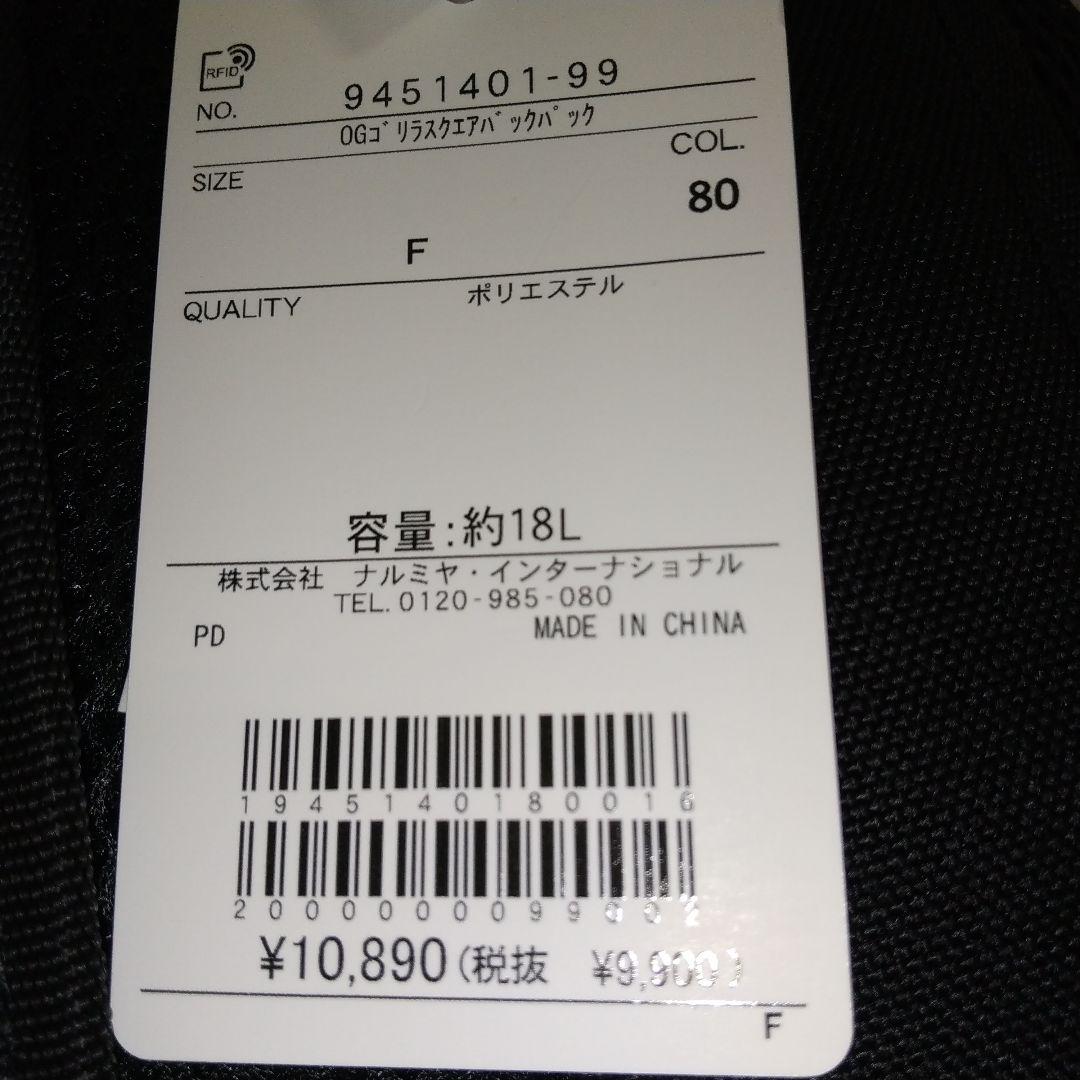 RFID
NO. 9451401-99
OGゴリラスクエアバックパック
SIZE COL.
80
F
QUALITY ポリエステル
容量:約18L
株式会社 ナルミヤ・インターナショナル
TEL.0120-985-080
PD MADE IN CHINA
1945140180016
¥10,890(税抜 ¥9,900)
F